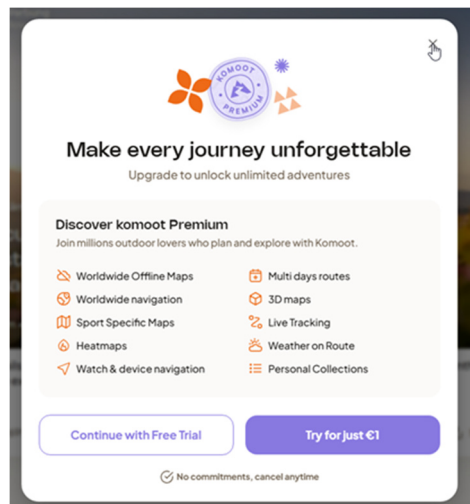 KOMOOT
PREMIUM
Make every journey unforgettable
Upgrade to unlock unlimited adventures
Discover komoot Premium
Join millions outdoor lovers who plan and explore with Komoot.
Worldwide Offline Maps
Multi days routes
Worldwide navigation
3D maps
Sport Specific Maps
Live Tracking
Heatmaps
Weather on Route
Watch & device navigation
Personal Collections
Continue with Free Trial
Try for just €1
No commitments, cancel anytime